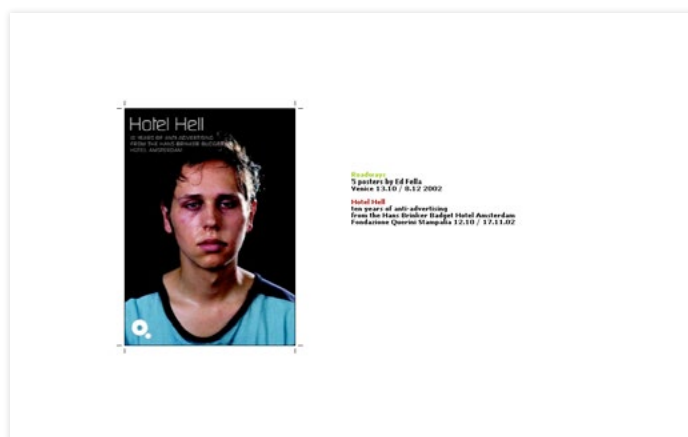 Hotel Hell
10 YEARS OF ANTI-ADVERTISING
FROM THE HANS BRINKER BUDGET
HOTEL AMSTERDAM
Roadways
5 posters by Ed Fella
Venice 13.10 / 8.12 2002
Hotel Hell
ten years of anti-advertising
from the Hans Brinker Budget Hotel Amsterdam
Fondazione Querini Stampalia 12.10 / 17.11.02